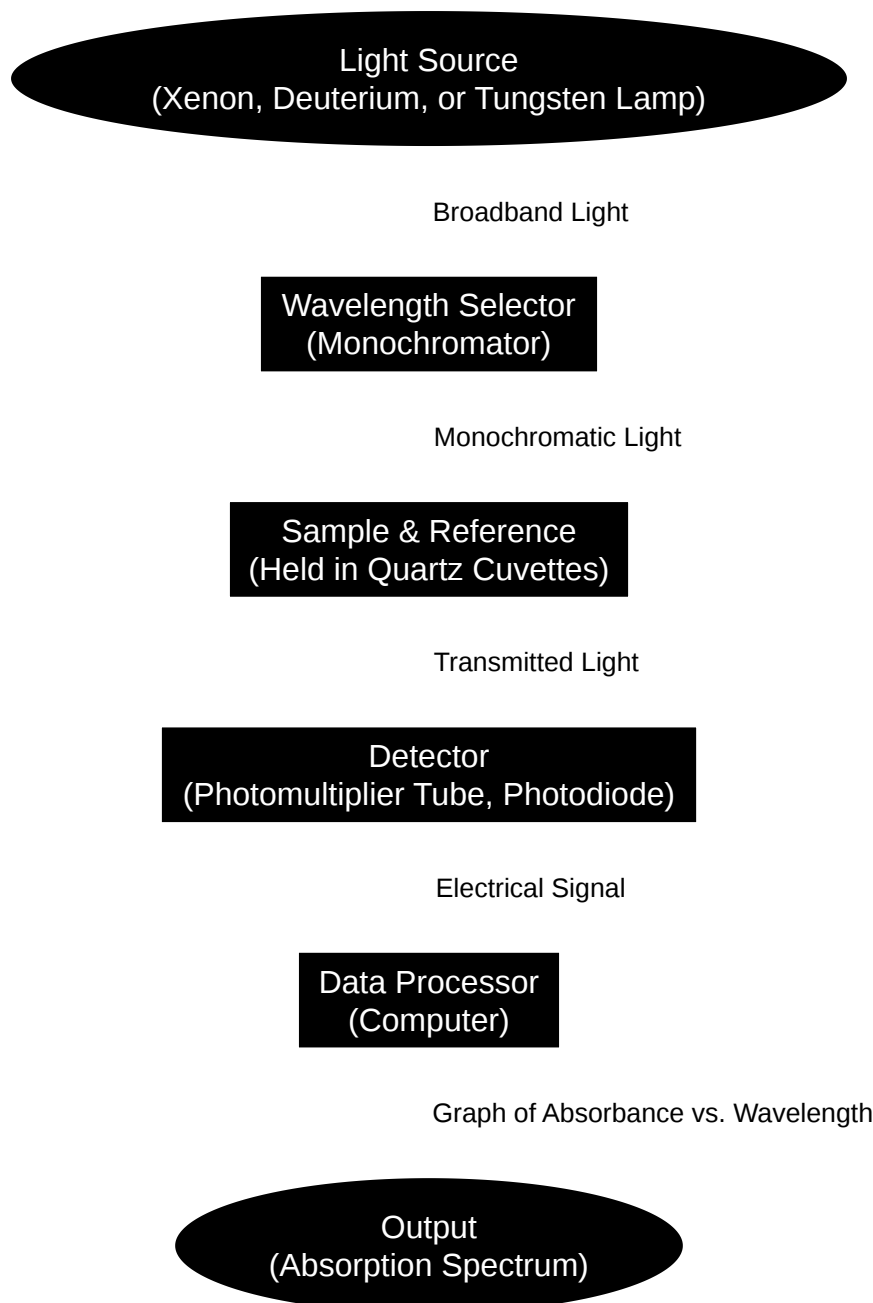 Light Source
(Xenon, Deuterium, or Tungsten Lamp)
Broadband Light
Wavelength Selector
(Monochromator)
Monochromatic Light
Sample & Reference
(Held in Quartz Cuvettes)
Transmitted Light
Detector
(Photomultiplier Tube, Photodiode)
Electrical Signal
Data Processor
(Computer)
Graph of Absorbance vs. Wavelength
Output
(Absorption Spectrum)